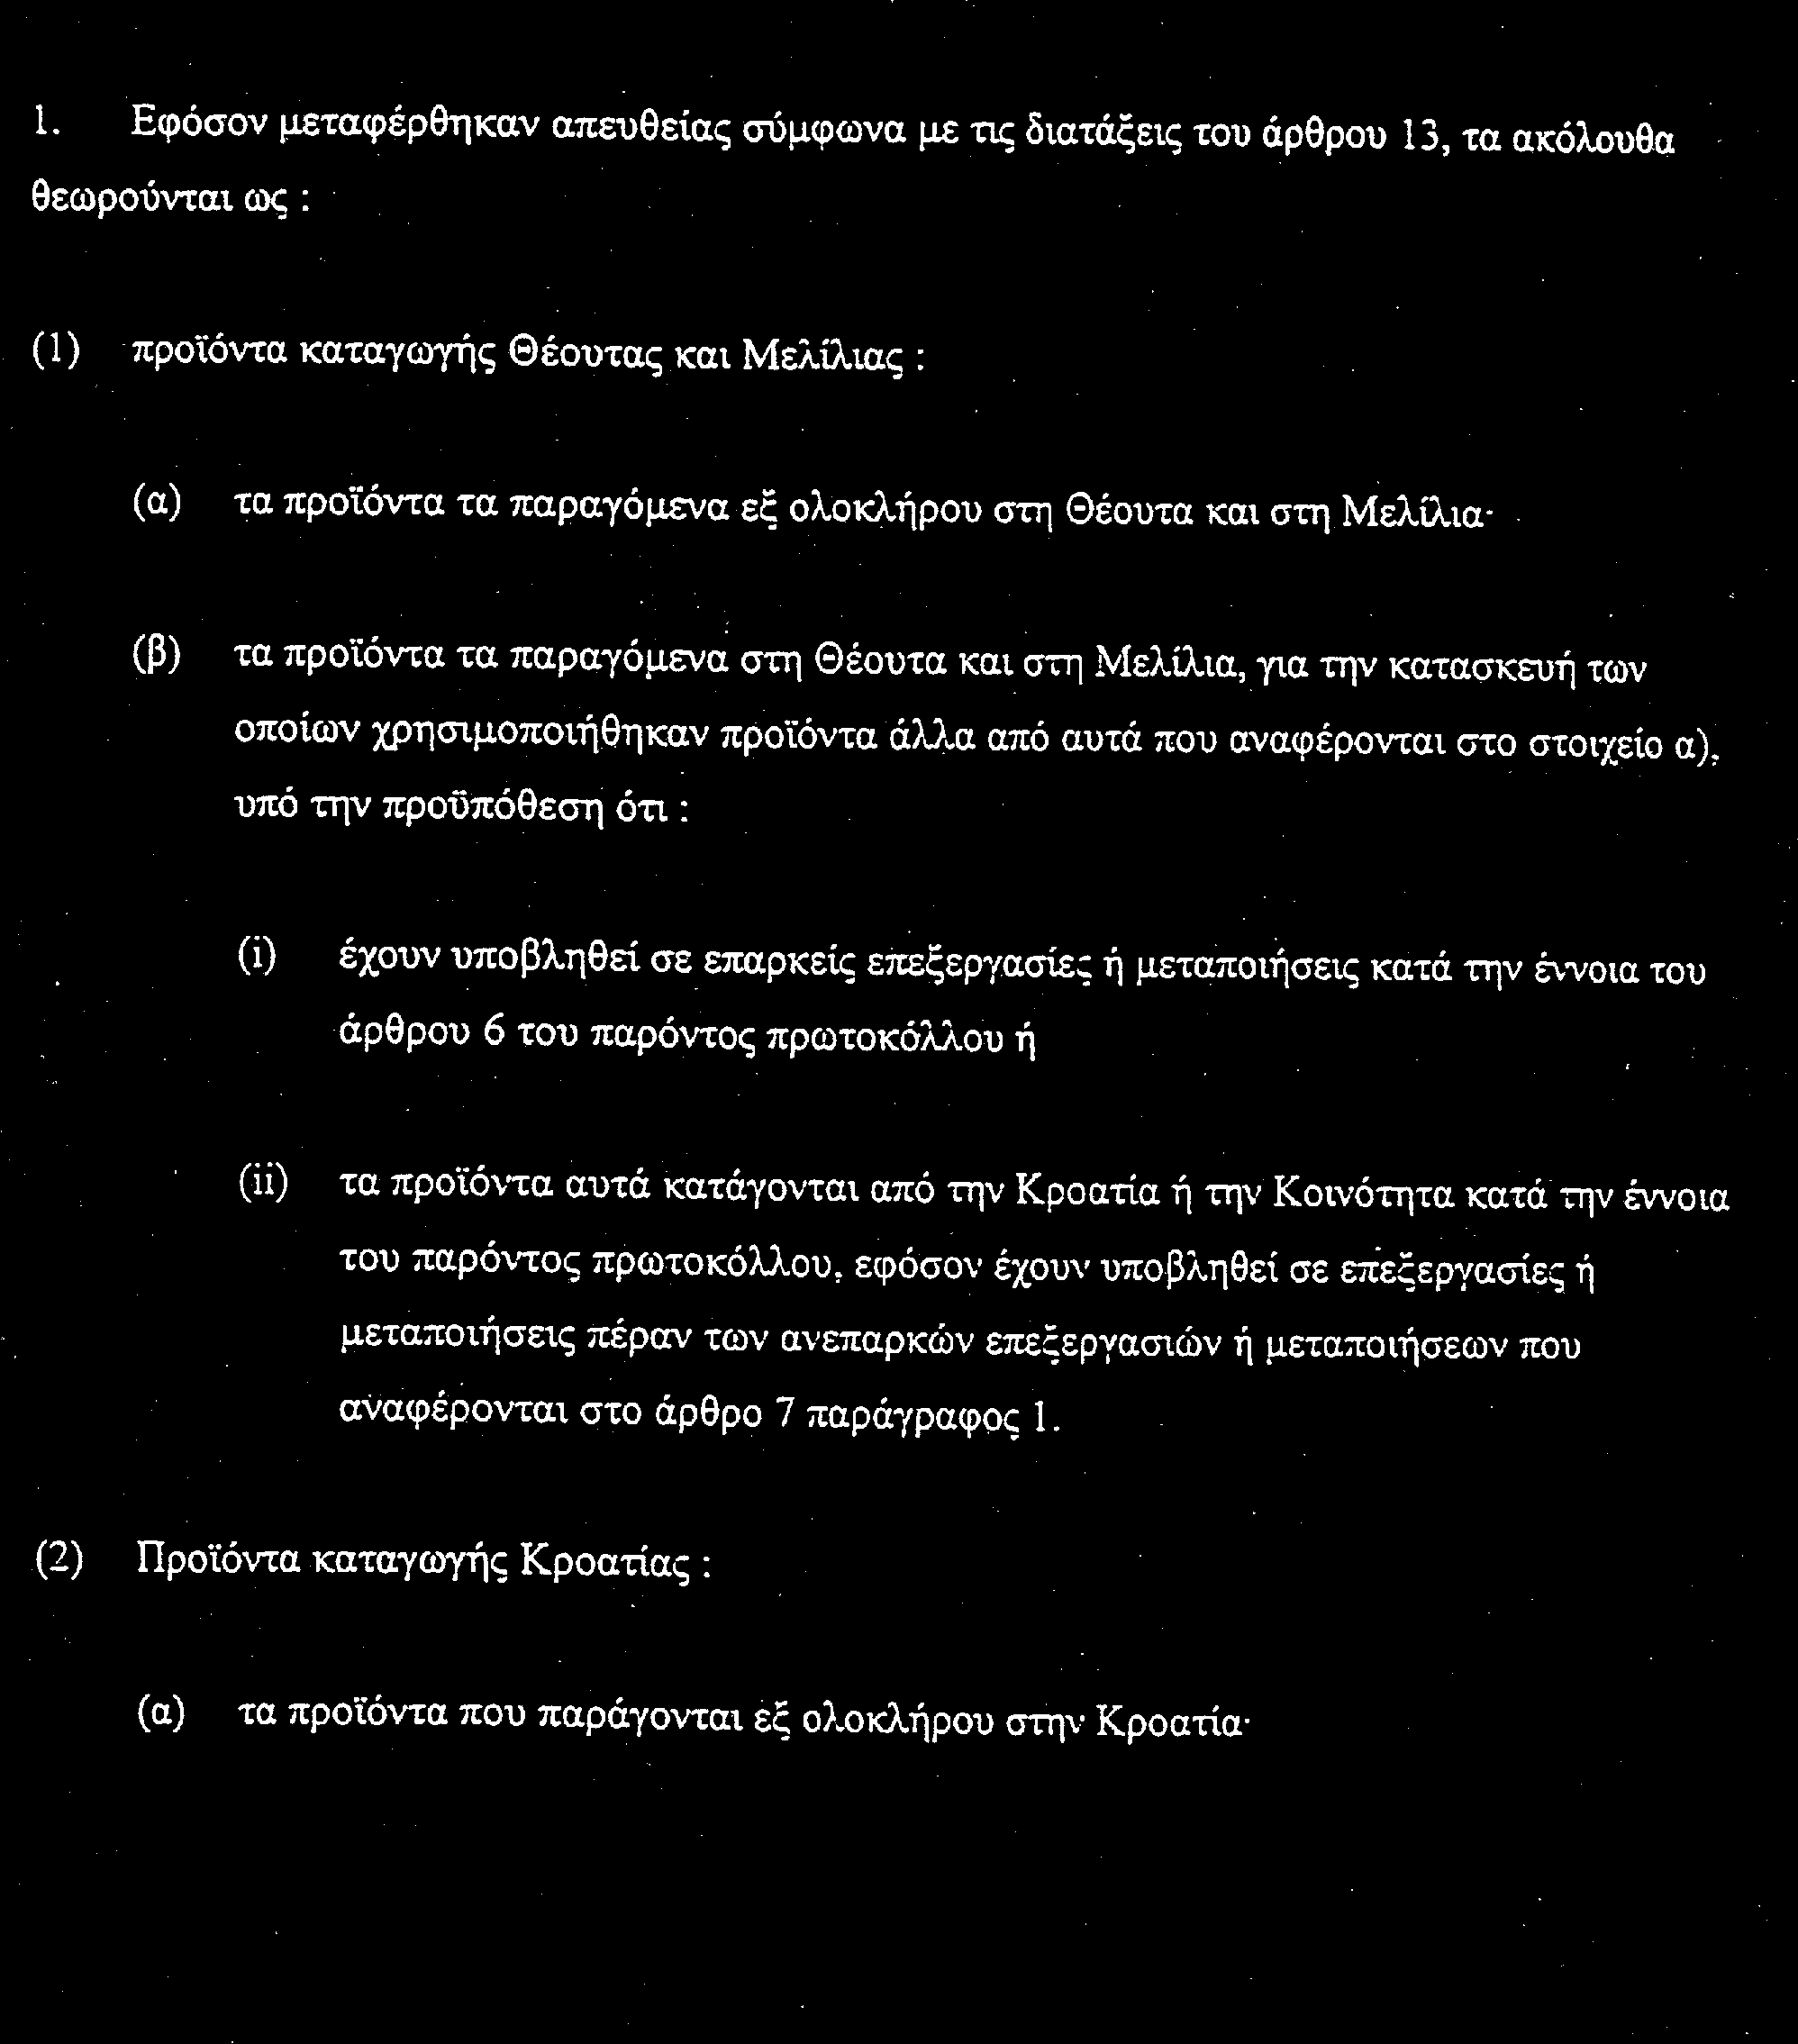 1. Εφόσον μεταφέρθηκαν απευθείας σύμφωνα με τις διατάξεις του άρθρου 13, τα ακόλουθα
θεωρούνται ως :
(1) προϊόντα καταγωγής Θέουτας και Μελίλιας :
(α) τα προϊόντα τα παραγόμενα εξ ολοκλήρου στη Θέουτα και στη Μελίλια·
(β) τα προϊόντα τα παραγόμενα στη Θέουτα και στη Μελίλια, για την κατασκευή των
οποίων χρησιμοποιήθηκαν προϊόντα άλλα από αυτά που αναφέρονται στο στοιχείο α),
υπό την προϋπόθεση ότι :
(i) έχουν υποβληθεί σε επαρκείς επεξεργασίες ή μεταποιήσεις κατά την έννοια του
άρθρου 6 του παρόντος πρωτοκόλλου ή
(ii) τα προϊόντα αυτά κατάγονται από την Κροατία ή την Κοινότητα κατά την έννοια
του παρόντος πρωτοκόλλου, εφόσον έχουν υποβληθεί σε επεξεργασίες ή
μεταποιήσεις πέραν των ανεπαρκών επεξεργασιών ή μεταποιήσεων που
αναφέρονται στο άρθρο 7 παράγραφος 1.
(2) Προϊόντα καταγωγής Κροατίας :
(α) τα προϊόντα που παράγονται εξ ολοκλήρου στην Κροατία·